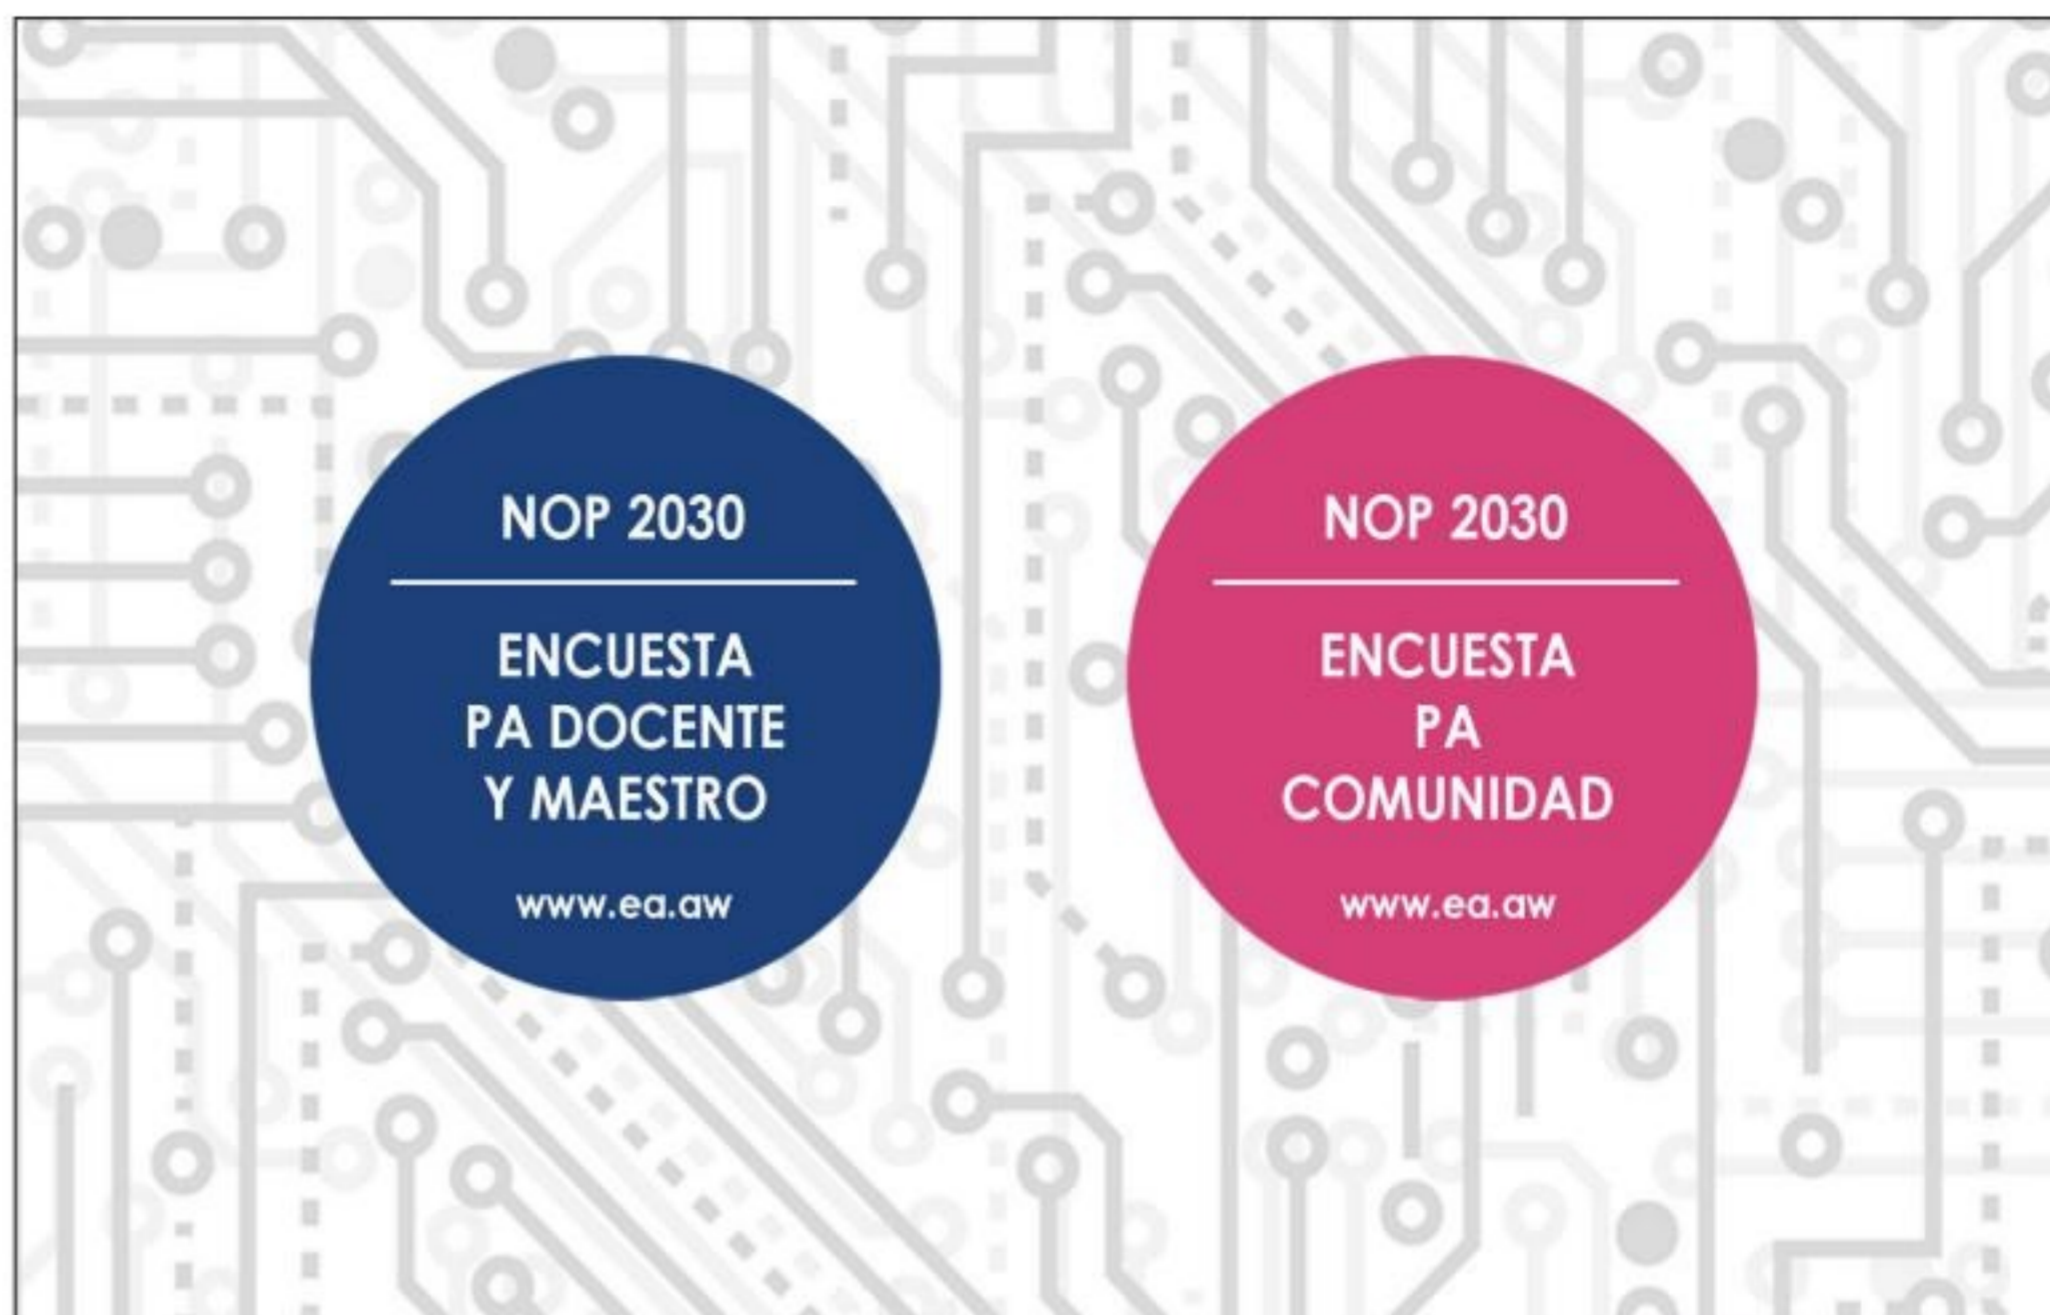 NOP 2030
ENCUESTA
PA DOCENTE
Y MAESTRO
www.ea.aw
NOP 2030
ENCUESTA
PA
COMUNIDAD
www.ea.aw